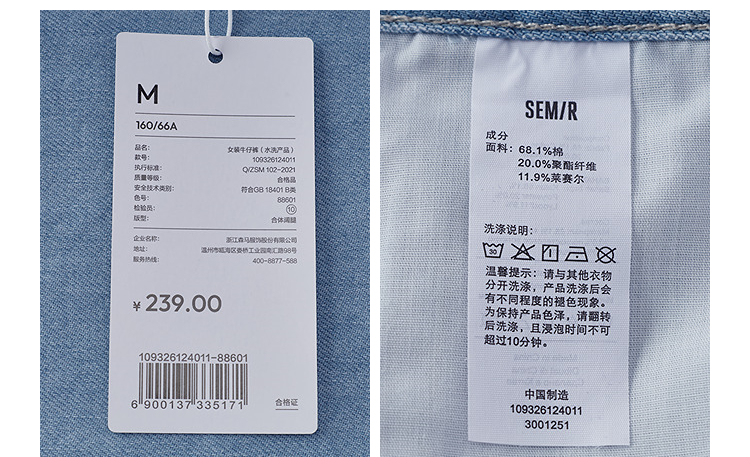 M
160/66A
品名: 女装牛仔裤(水洗产品)
款号: 109326124011
执行标准: Q/ZSM 102-2021
质量等级: 合格品
安全技术类别: 符合GB 18401 B类
色号: 88601
检验员: 10
版型: 合体阔腿
企业名称: 浙江森马服饰股份有限公司
地址: 温州市瓯海区娄桥工业园南汇路98号
服务热线: 400-8877-588
¥ 239.00
109326124011-88601
6 900137 335171
合格证
SEM/R
成分
面料: 68.1%棉
20.0%聚酯纤维
11.9%莱赛尔
洗涤说明:
30
温馨提示: 请与其他衣物
分开洗涤, 产品洗涤后会
有不同程度的褪色现象。
为保持产品色泽, 请翻转
后洗涤, 且浸泡时间不可
超过10分钟。
中国制造
109326124011
3001251